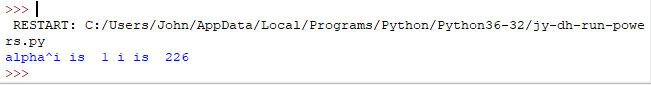 >>>
 RESTART: C:/Users/John/AppData/Local/Programs/Python/Python36-32/jy-dh-run-powe
rs.py
alpha^i is  1 i is  226
>>>